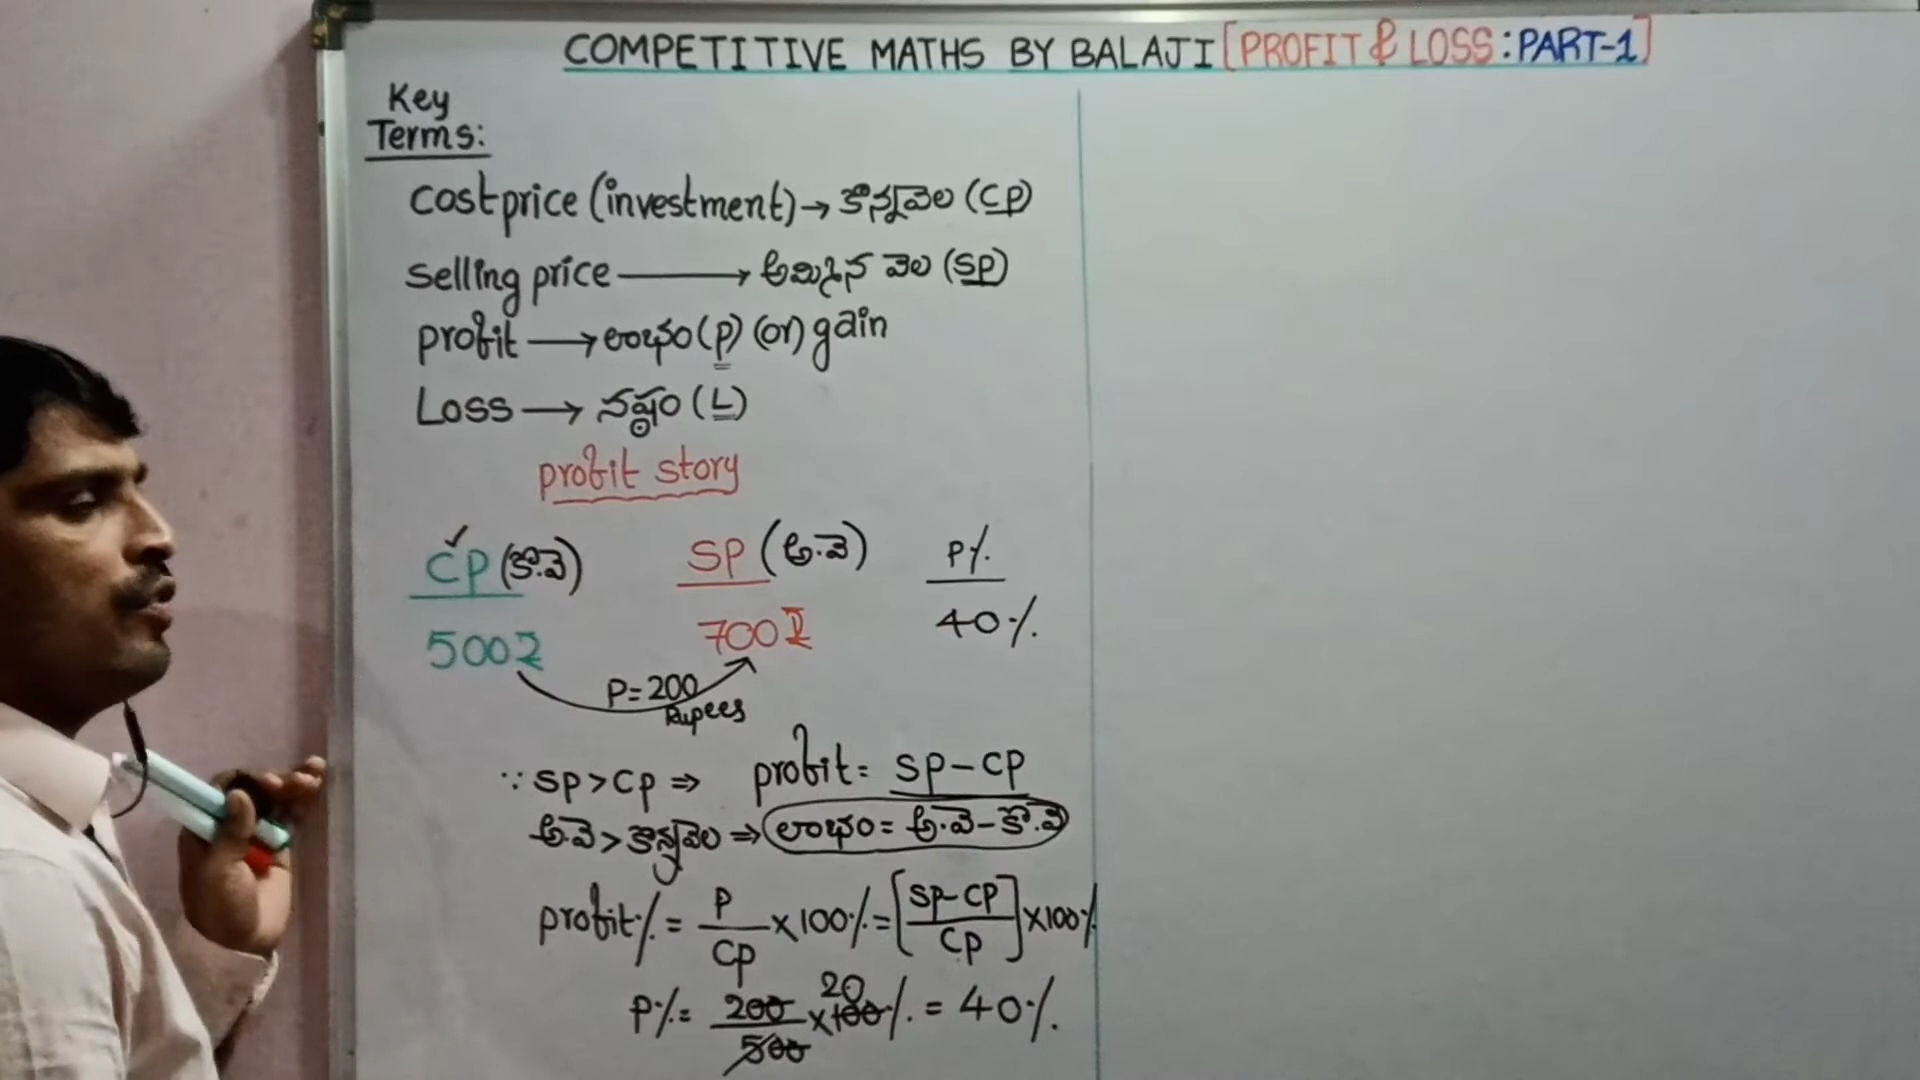 COMPETITIVE MATHS BY BALAJI [PROFIT & LOSS: PART-1]
Key
Terms:
Cost price (investment) → కొన్నవెల (CP)
Selling price → అమ్మిన వెల (SP)
profit → లాభం (P) (or) gain
Loss → నష్టం (L)
profit story
CP (కొ.వె) SP (అ.వె) P%
500₹ 700₹ 40%
P=200
Rupees
∵ SP > CP ⇒ profit = SP - CP
అ.వె > కొన్నవెల ⇒ లాభం = అ.వె - కొ.వె
profit% = P/CP × 100% = [SP-CP/CP] × 100%
20
P% = 200/500 × 100% = 40%